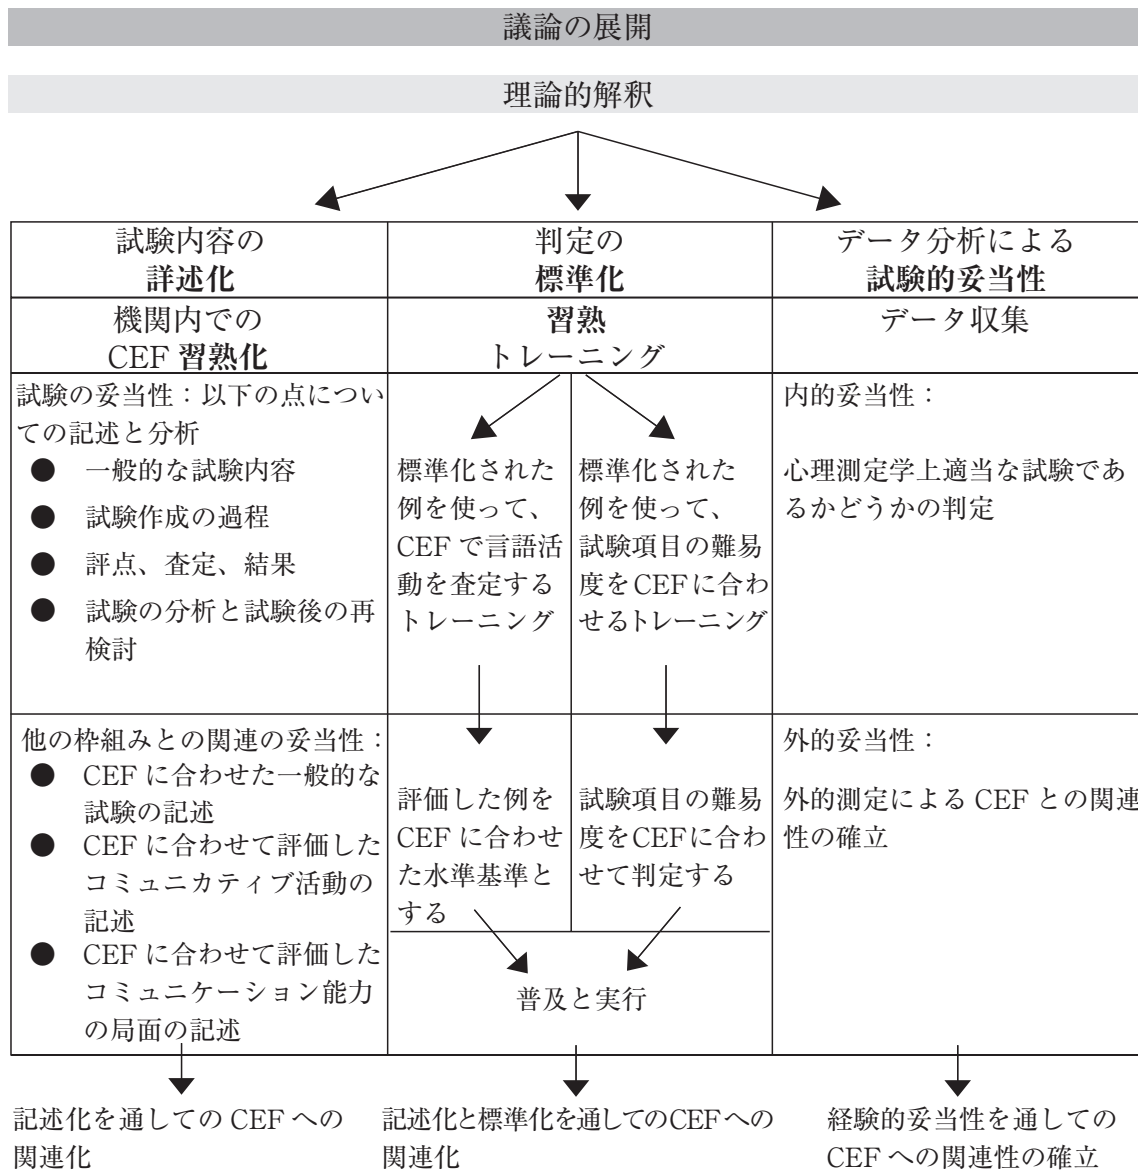 議論の展開
理論的解釈
試験内容の
詳述化
判定の
標準化
データ分析による
試験的妥当性
機関内での
CEF 習熟化
習熟
トレーニング
データ収集
試験の妥当性：以下の点につい
ての記述と分析
● 一般的な試験内容
● 試験作成の過程
● 評点、査定、結果
● 試験の分析と試験後の再
検討
標準化された
例を使って、
CEF で言語活
動を査定する
トレーニング
標準化された
例を使って、
試験項目の難易
度をCEFに合わ
せるトレーニング
内的妥当性：
心理測定学上適当な試験であ
るかどうかの判定
他の枠組みとの関連の妥当性：
● CEF に合わせた一般的な
試験の記述
● CEF に合わせて評価した
コミュニカティブ活動の
記述
● CEF に合わせて評価した
コミュニケーション能力
の局面の記述
評価した例を
CEF に合わせ
た水準基準と
する
試験項目の難易
度をCEFに合わ
せて判定する
普及と実行
外的妥当性：
外的測定による CEF との関連
性の確立
記述化を通しての CEF への
関連化
記述化と標準化を通してのCEFへの
関連化
経験的妥当性を通しての
CEF への関連性の確立